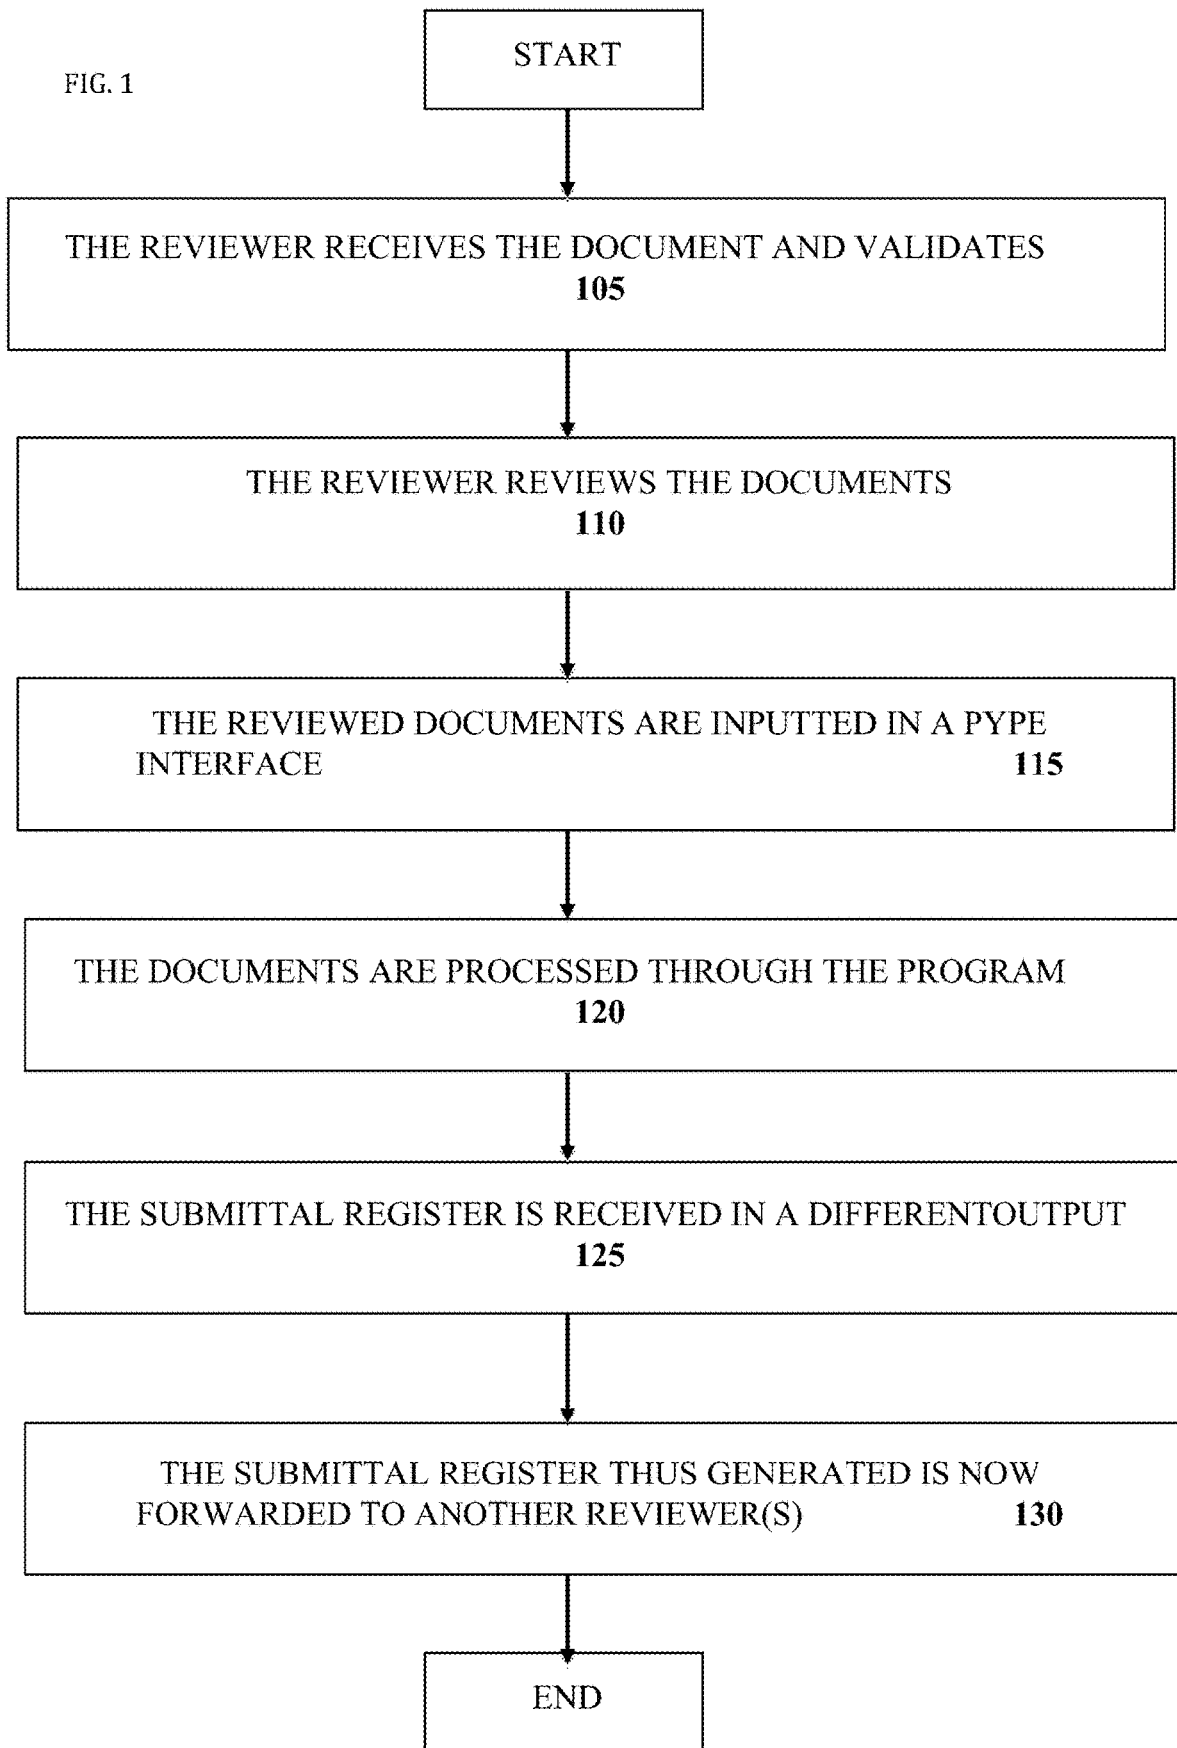 START
FIG. 1
THE REVIEWER RECEIVES THE DOCUMENT AND VALIDATES
105
THE REVIEWER REVIEWS THE DOCUMENTS
110
THE REVIEWED DOCUMENTS ARE INPUTTED IN A PYPE
INTERFACE 115
THE DOCUMENTS ARE PROCESSED THROUGH THE PROGRAM
120
THE SUBMITTAL REGISTER IS RECEIVED IN A DIFFERENTOUTPUT
125
THE SUBMITTAL REGISTER THUS GENERATED IS NOW
FORWARDED TO ANOTHER REVIEWER(S) 130
END